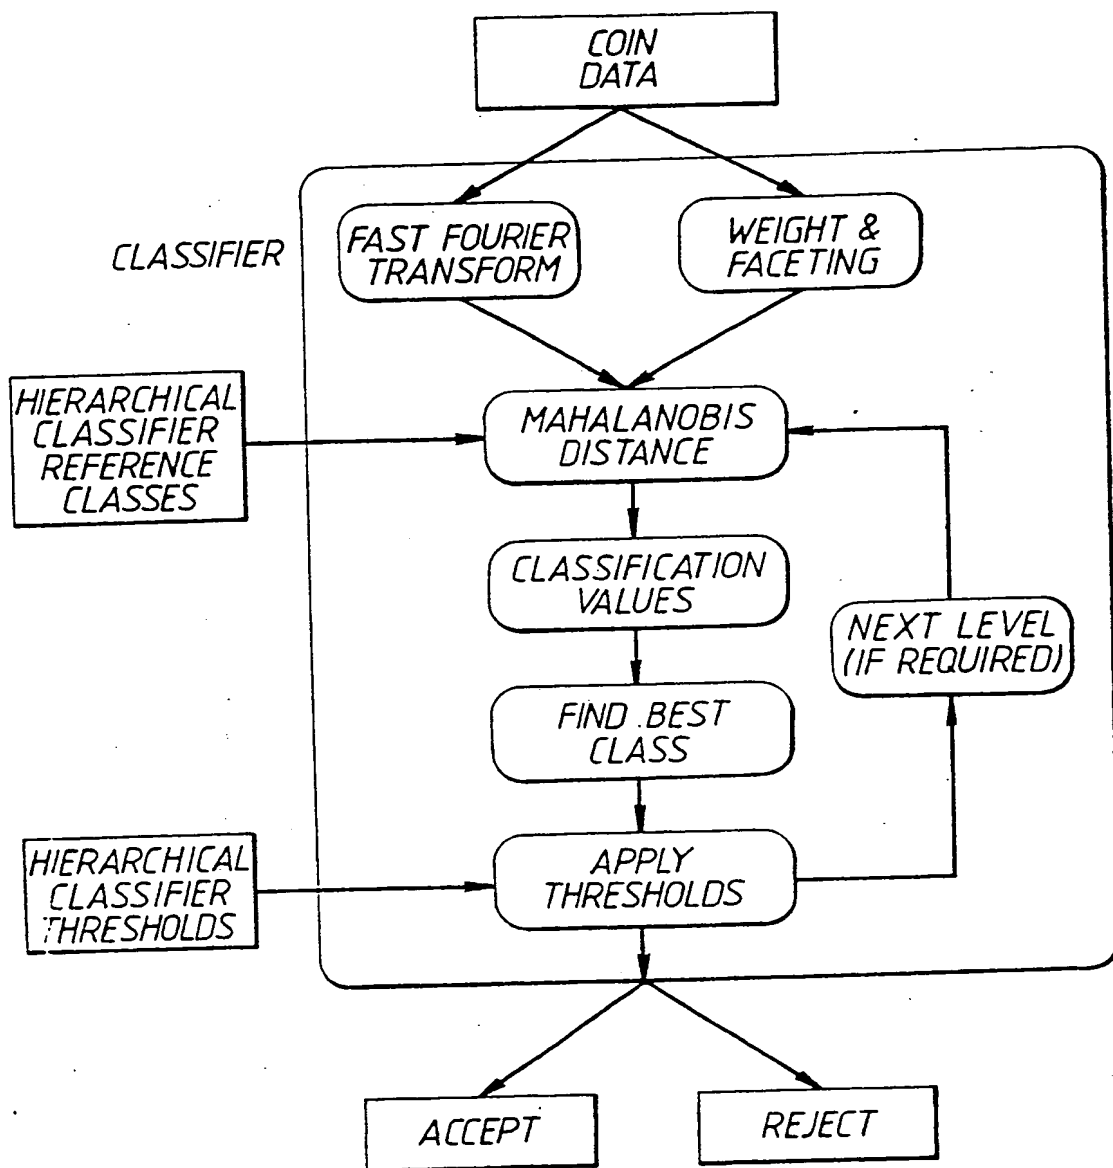 COIN
DATA
CLASSIFIER
FAST FOURIER
TRANSFORM
WEIGHT &
FACETING
HIERARCHICAL
CLASSIFIER
REFERENCE
CLASSES
MAHALANOBIS
DISTANCE
CLASSIFICATION
VALUES
NEXT LEVEL
(IF REQUIRED)
FIND BEST
CLASS
HIERARCHICAL
CLASSIFIER
THRESHOLDS
APPLY
THRESHOLDS
ACCEPT
REJECT